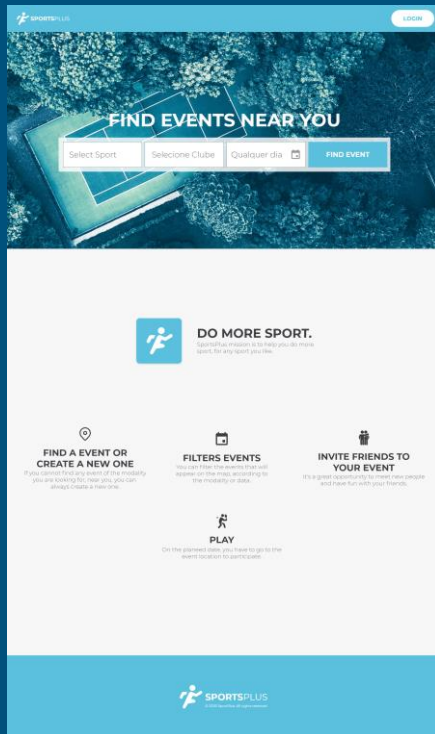 SPORTSPLUS
LOGIN
FIND EVENTS NEAR YOU
Select Sport
Selecione Clube
Qualquer dia
FIND EVENT
DO MORE SPORT.
SportsPlus mission is to help you do more
sport, for any sport you like.
FIND A EVENT OR
CREATE A NEW ONE
If you cannot find any event of the modality
you are looking for, near you, you can
always create a new one.
FILTERS EVENTS
You can filter the events that will
appear on the map, according to
the modality or data.
INVITE FRIENDS TO
YOUR EVENT
It's a great opportunity to meet new people
and have fun with your friends.
PLAY
On the planned date, you have to go to the
event location to participate
SPORTSPLUS